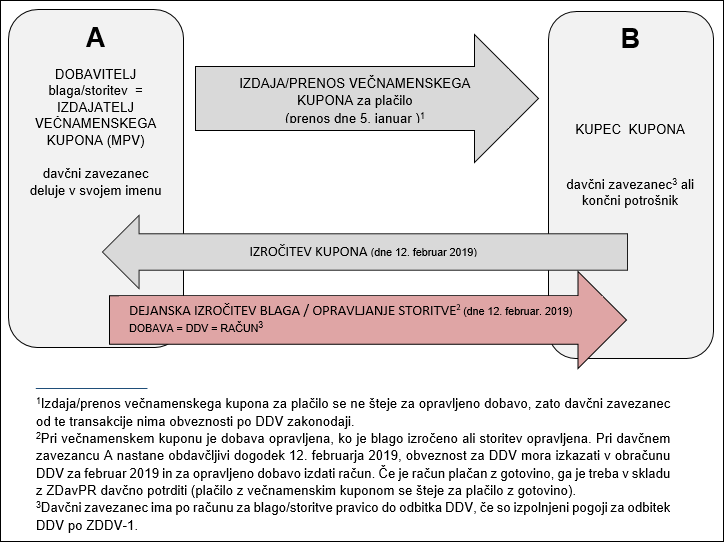 A
DOBAVITELJ
blaga/storitev =
IZDAJATELJ
VEČNAMENSKEGA
KUPONA (MPV)
davčni zavezanec
deluje v svojem imenu
IZDAJA/PRENOS VEČNAMENSKEGA
KUPONA za plačilo
(prenos dne 5. januar )¹
B
KUPEC KUPONA
davčni zavezanec³ ali
končni potrošnik
IZROČITEV KUPONA (dne 12. februar 2019)
DEJANSKA IZROČITEV BLAGA / OPRAVLJANJE STORITVE² (dne 12. februar. 2019)
DOBAVA = DDV = RAČUN³
¹Izdaja/prenos večnamenskega kupona za plačilo se ne šteje za opravljeno dobavo, zato davčni zavezanec
od te transakcije nima obveznosti po DDV zakonodaji.
²Pri večnamenskem kuponu je dobava opravljena, ko je blago izročeno ali storitev opravljena. Pri davčnem
zavezancu A nastane obdavčljivi dogodek 12. februarja 2019, obveznost za DDV mora izkazati v obračunu
DDV za februar 2019 in za opravljeno dobavo izdati račun. Če je račun plačan z gotovino, ga je treba v skladu
z ZDavPR davčno potrditi (plačilo z večnamenskim kuponom se šteje za plačilo z gotovino).
³Davčni zavezanec ima po računu za blago/storitve pravico do odbitka DDV, če so izpolnjeni pogoji za odbitek
DDV po ZDDV-1.